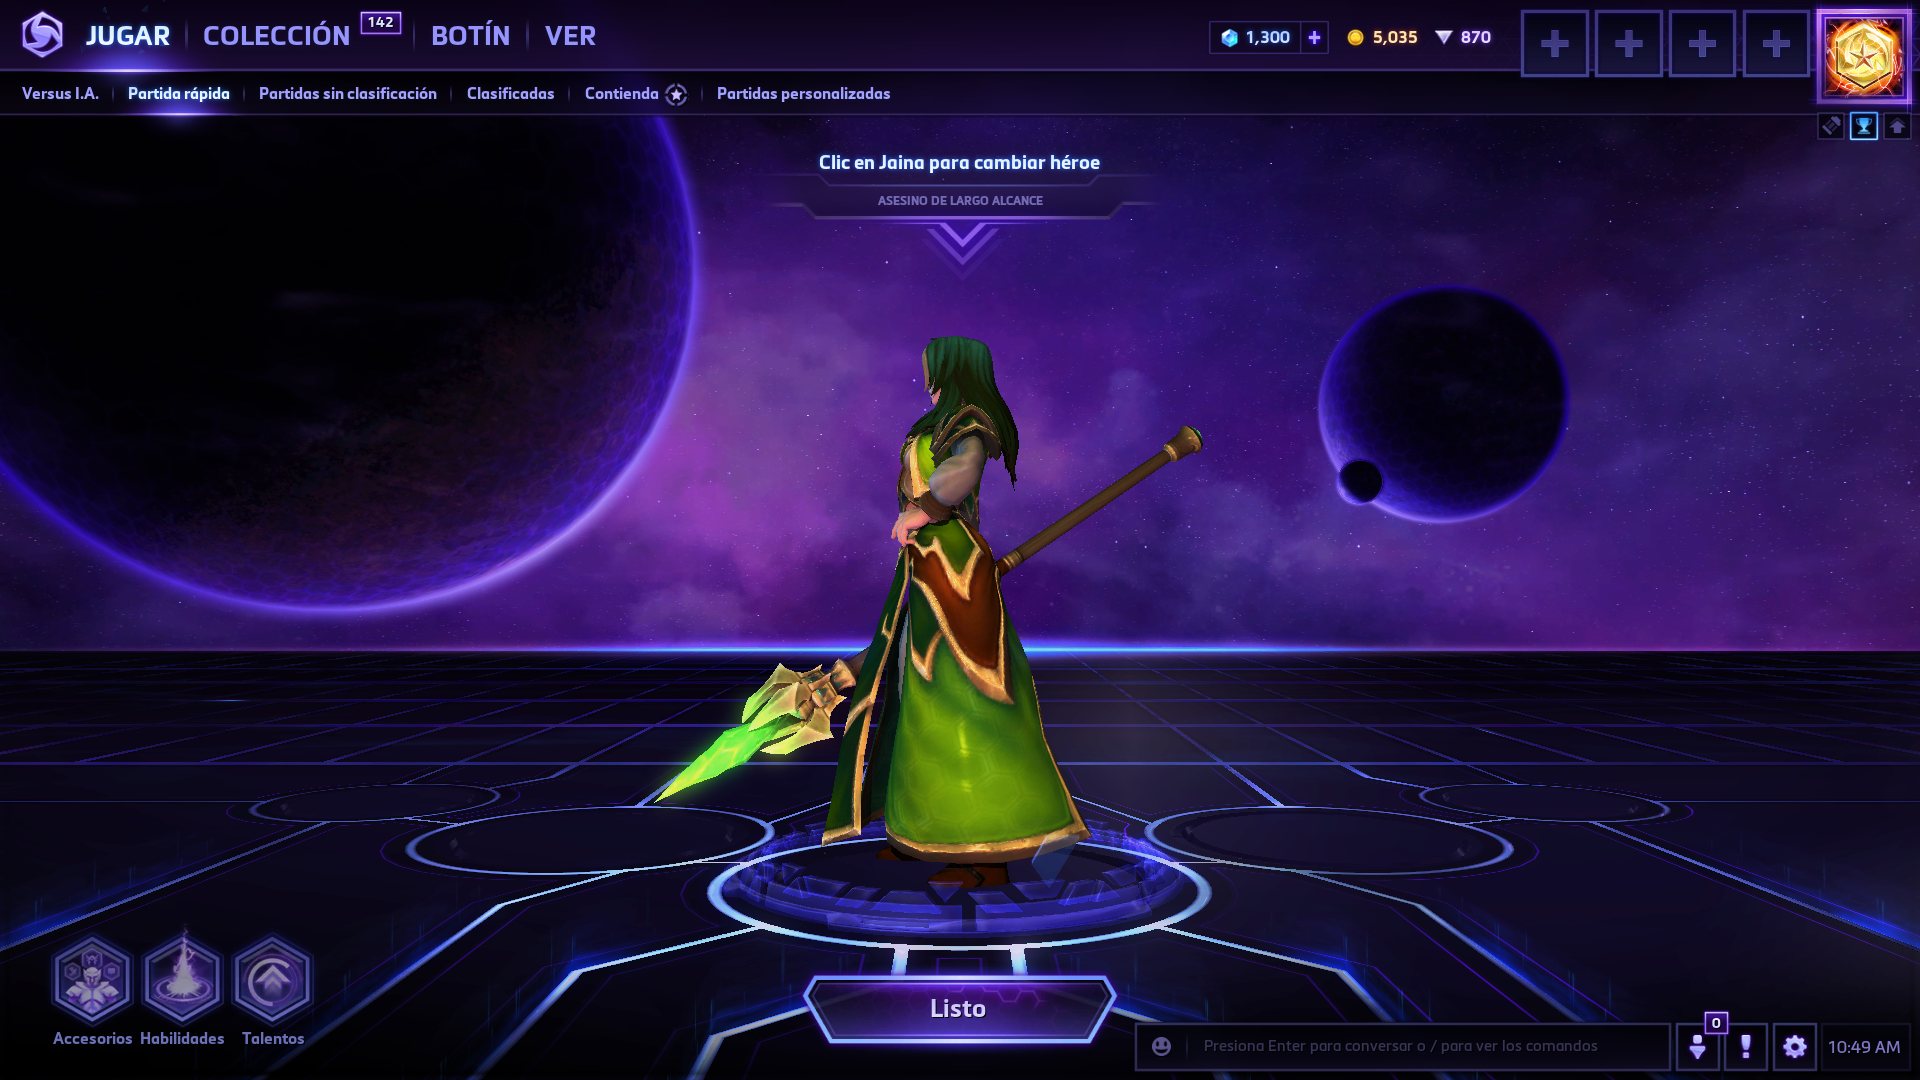 JUGAR
COLECCIÓN
142
BOTÍN
VER
1,300
5,035
870
Versus I.A.
Partida rápida
Partidas sin clasificación
Clasificadas
Contienda
Partidas personalizadas
Clic en Jaina para cambiar héroe
ASESINO DE LARGO ALCANCE
Accesorios
Habilidades
Talentos
Listo
Presiona Enter para conversar o / para ver los comandos
0
10:49 AM